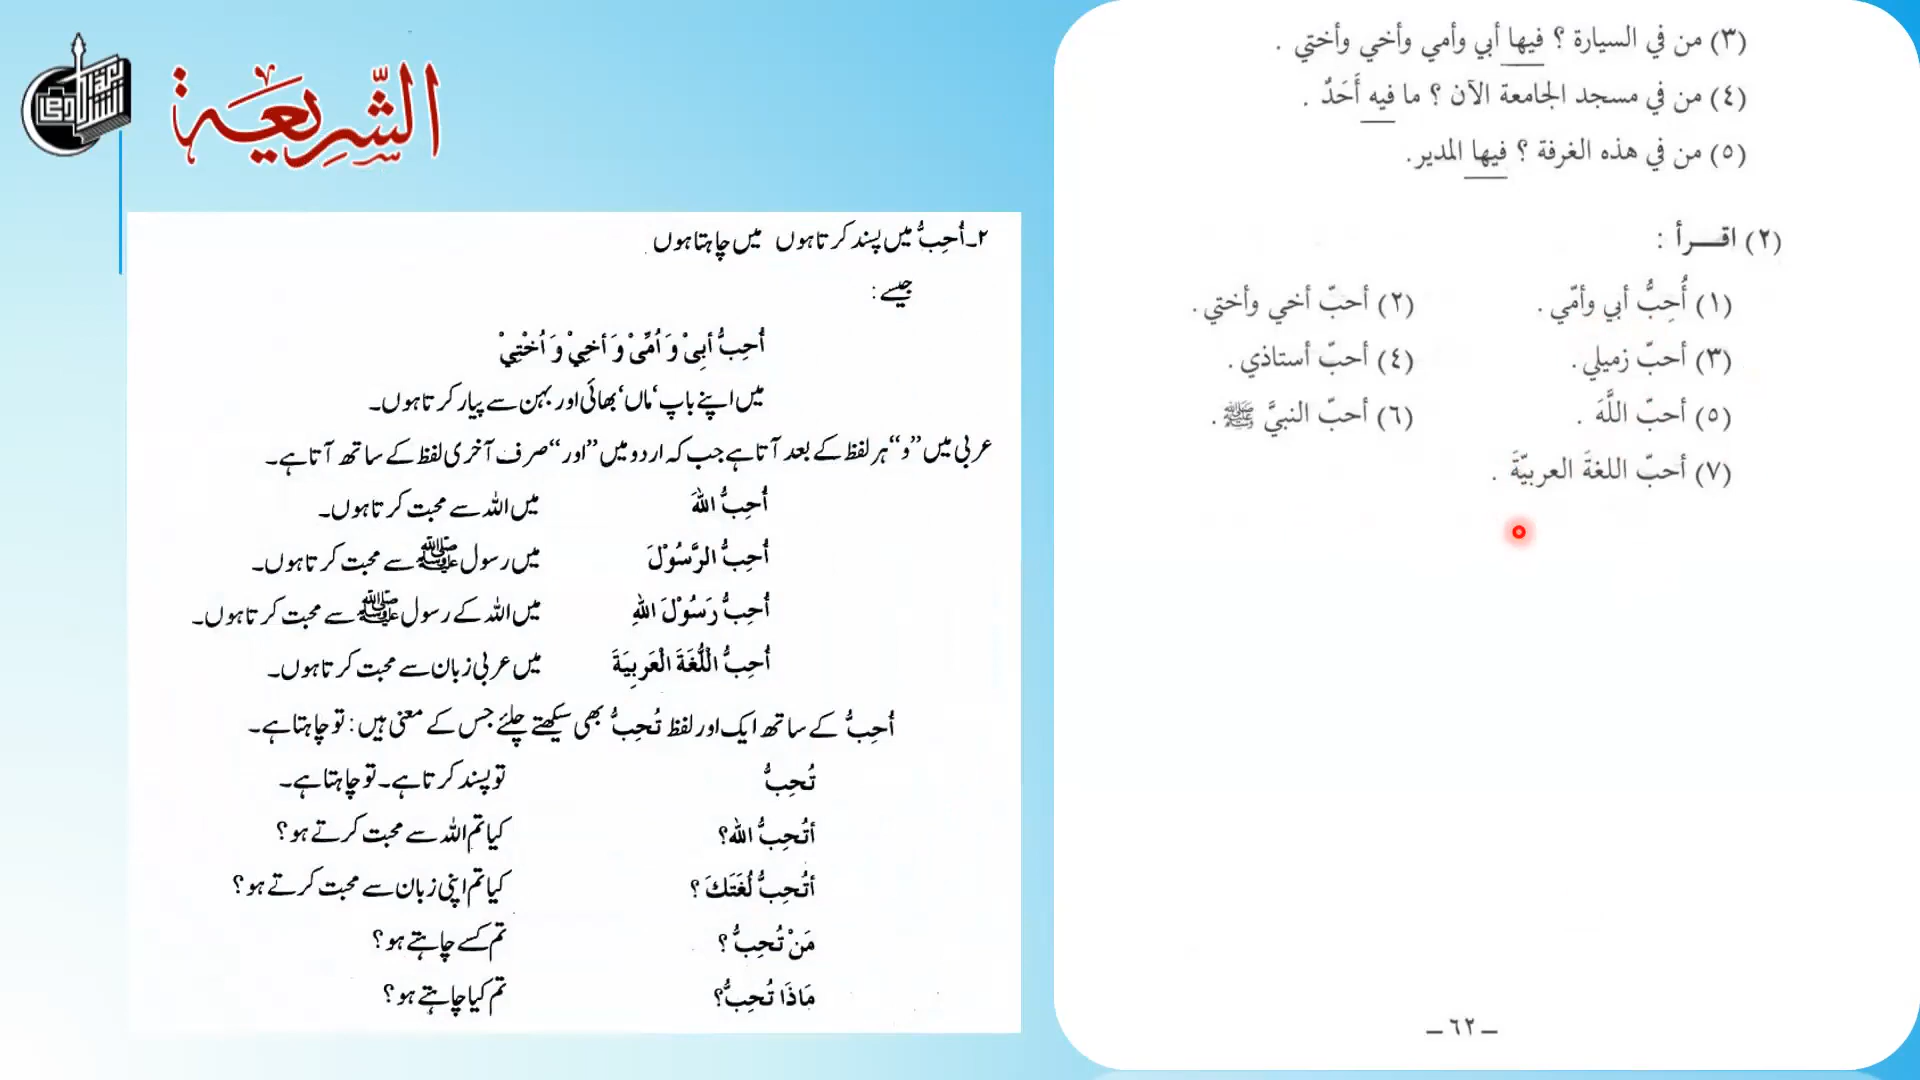 الشَّرِيعَة
(٣) من في السيارة ؟ فيها أبي وأمي وأخي وأختي .
(٤) من في مسجد الجامعة الآن ؟ ما فيه أَحَدٌ .
(٥) من في هذه الغرفة ؟ فيها المدير .
(٢) اقـــرأ :
(١) أُحِبُّ أبي وأمّي .
(٢) أحبّ أخي وأختي .
(٣) أحبّ زميلي .
(٤) أحبّ أستاذي .
(٥) أحبّ اللَّهَ .
(٦) أحبّ النبيَّ ﷺ .
(٧) أحبّ اللغةَ العربيّةَ .
– ٦٢ –
۲۔ اُحِبُّ میں پسند کرتا ہوں میں چاہتا ہوں
جیسے :
اُحِبُّ أبِیْ وَ اُمِّیْ وَ أخِيْ وَ اُخْتِيْ
میں اپنے باپ‘ ماں‘ بھائی اور بہن سے پیار کرتا ہوں۔
عربی میں ’’و‘‘ ہر لفظ کے بعد آتا ہے جب کہ اردو میں ’’اور‘‘ صرف آخری لفظ کے ساتھ آتا ہے۔
اُحِبُّ اللهَ میں اللہ سے محبت کرتا ہوں۔
اُحِبُّ الرَّسُوْلَ میں رسول ﷺ سے محبت کرتا ہوں۔
اُحِبُّ رَسُوْلَ اللهِ میں اللہ کے رسول ﷺ سے محبت کرتا ہوں۔
اُحِبُّ اللُّغَةَ الْعَرَبِيَةَ میں عربی زبان سے محبت کرتا ہوں۔
اُحِبُّ کے ساتھ ایک اور لفظ تُحِبُّ بھی سیکھتے چلئے جس کے معنی ہیں : تو چاہتا ہے۔
تُحِبُّ تو پسند کرتا ہے۔ تو چاہتا ہے۔
أتُحِبُّ اللهَ؟ کیا تم اللہ سے محبت کرتے ہو؟
أتُحِبُّ لُغَتَكَ ؟ کیا تم اپنی زبان سے محبت کرتے ہو؟
مَنْ تُحِبُّ ؟ تم کسے چاہتے ہو؟
مَاذَا تُحِبُّ؟ تم کیا چاہتے ہو؟